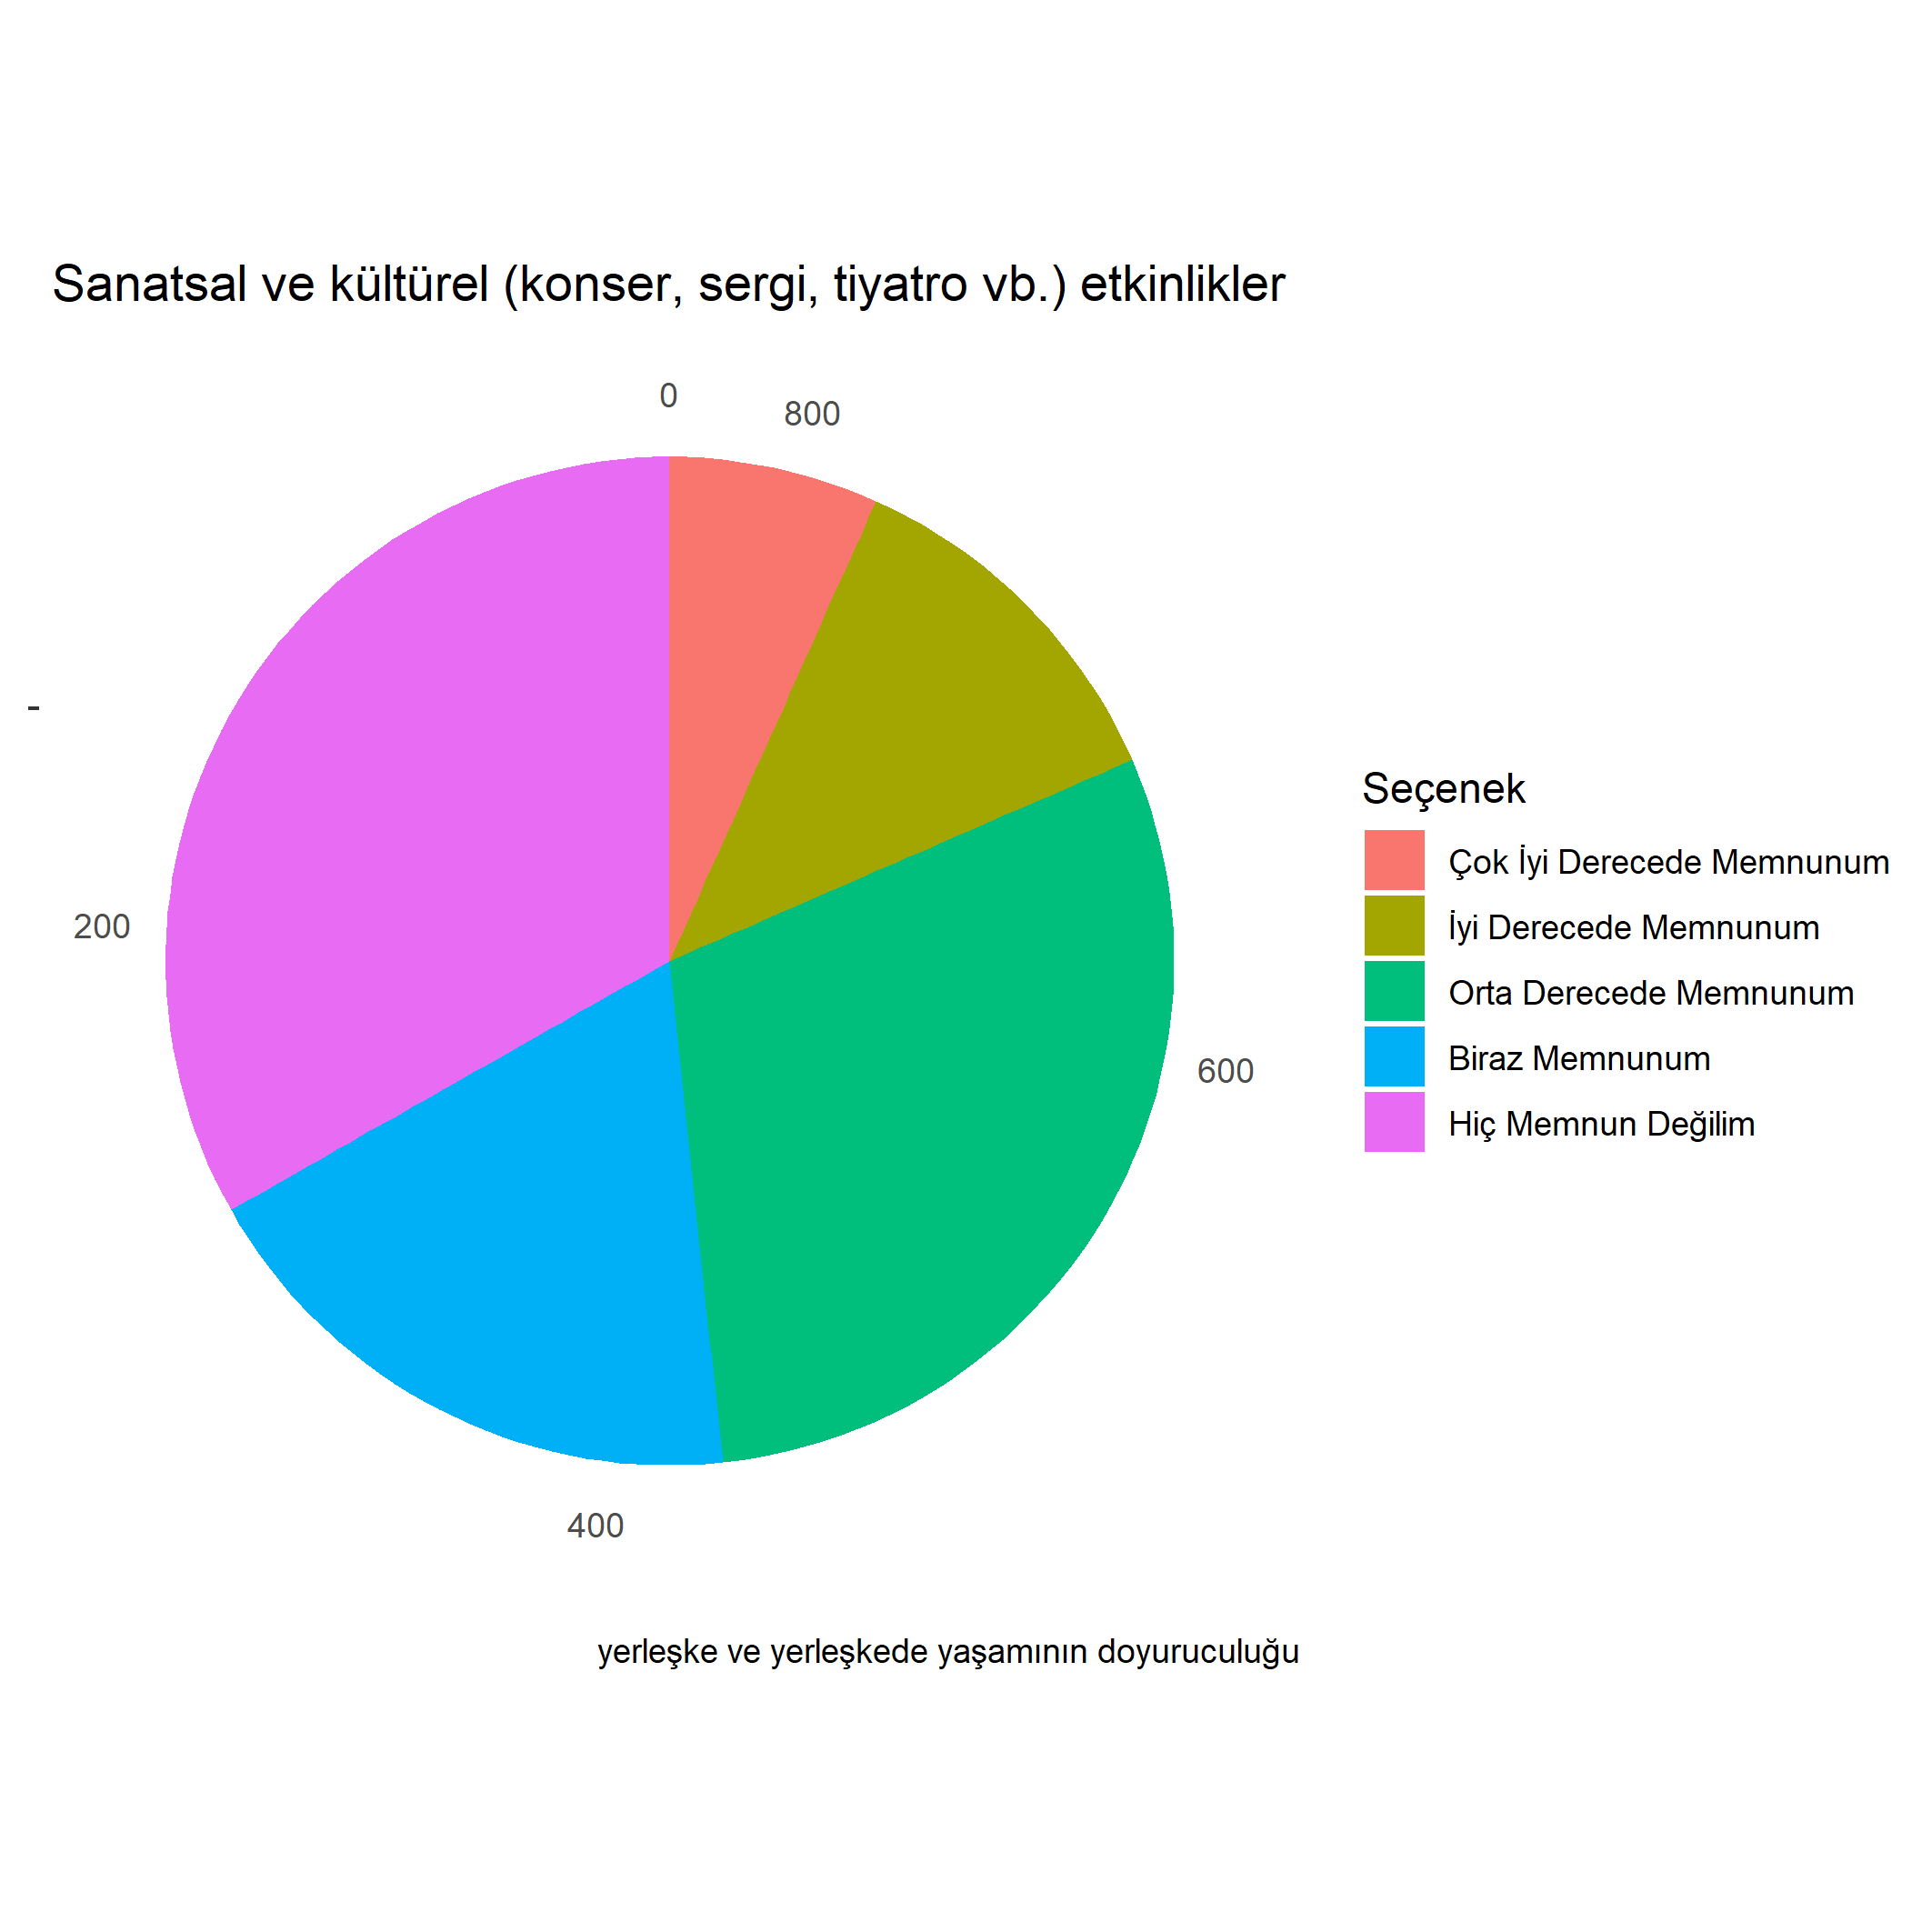 Sanatsal ve kültürel (konser, sergi, tiyatro vb.) etkinlikler
0
800
-
200
600
400
Seçenek
Çok İyi Derecede Memnunum
İyi Derecede Memnunum
Orta Derecede Memnunum
Biraz Memnunum
Hiç Memnun Değilim
yerleşke ve yerleşkede yaşamının doyuruculuğu